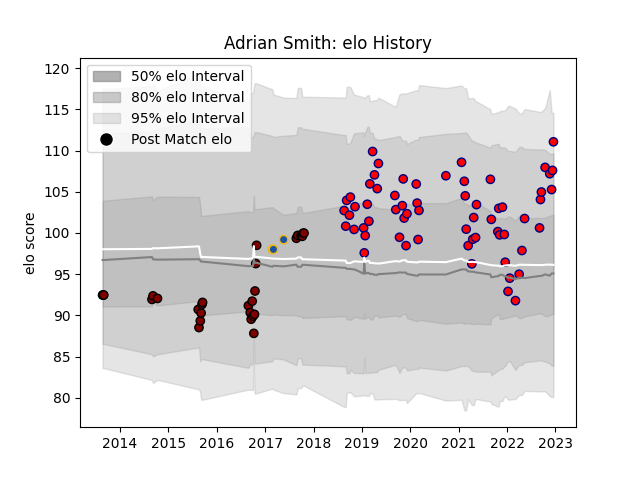 Adrian Smith: elo History
120
115
110
105
100
95
90
85
80
elo score
50% elo Interval
80% elo Interval
95% elo Interval
Post Match elo
2014 2015 2016 2017 2018 2019 2020 2021 2022 2023